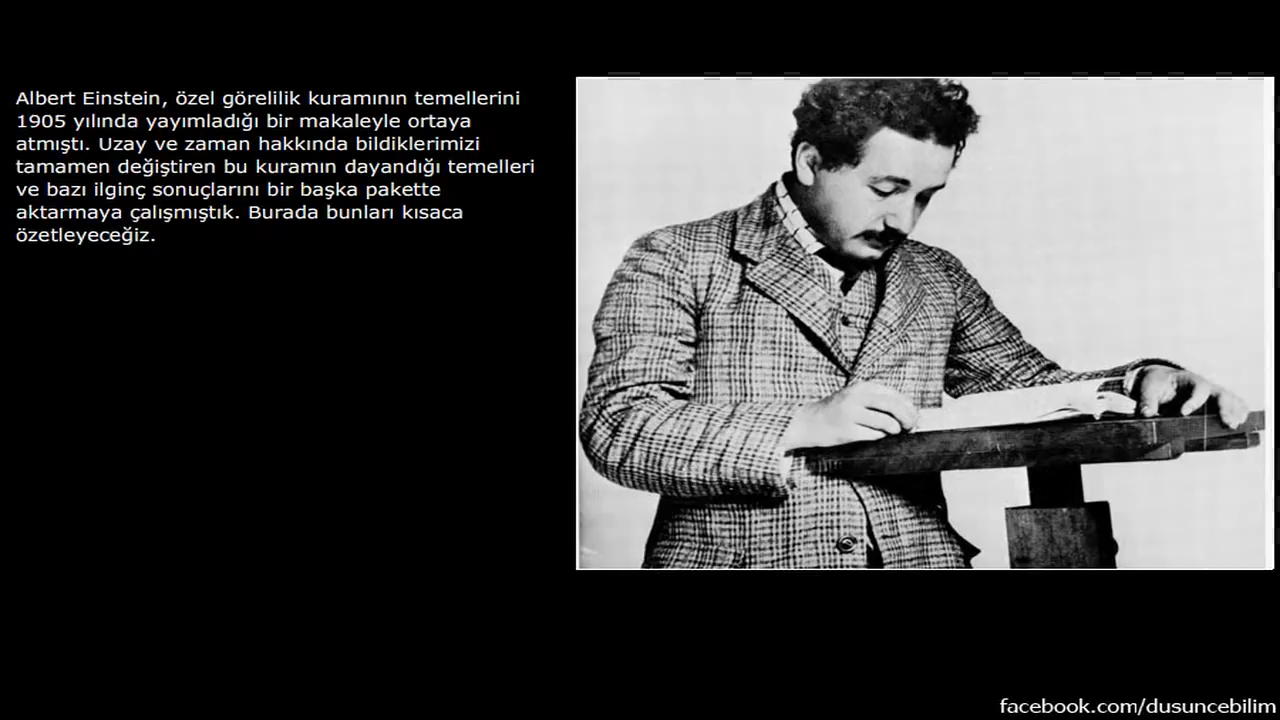 Albert Einstein, özel görelilik kuramının temellerini
1905 yılında yayımladığı bir makaleyle ortaya
atmıştı. Uzay ve zaman hakkında bildiklerimizi
tamamen değiştiren bu kuramın dayandığı temelleri
ve bazı ilginç sonuçlarını bir başka pakette
aktarmaya çalışmıştık. Burada bunları kısaca
özetleyeceğiz.
facebook.com/dusuncebilim